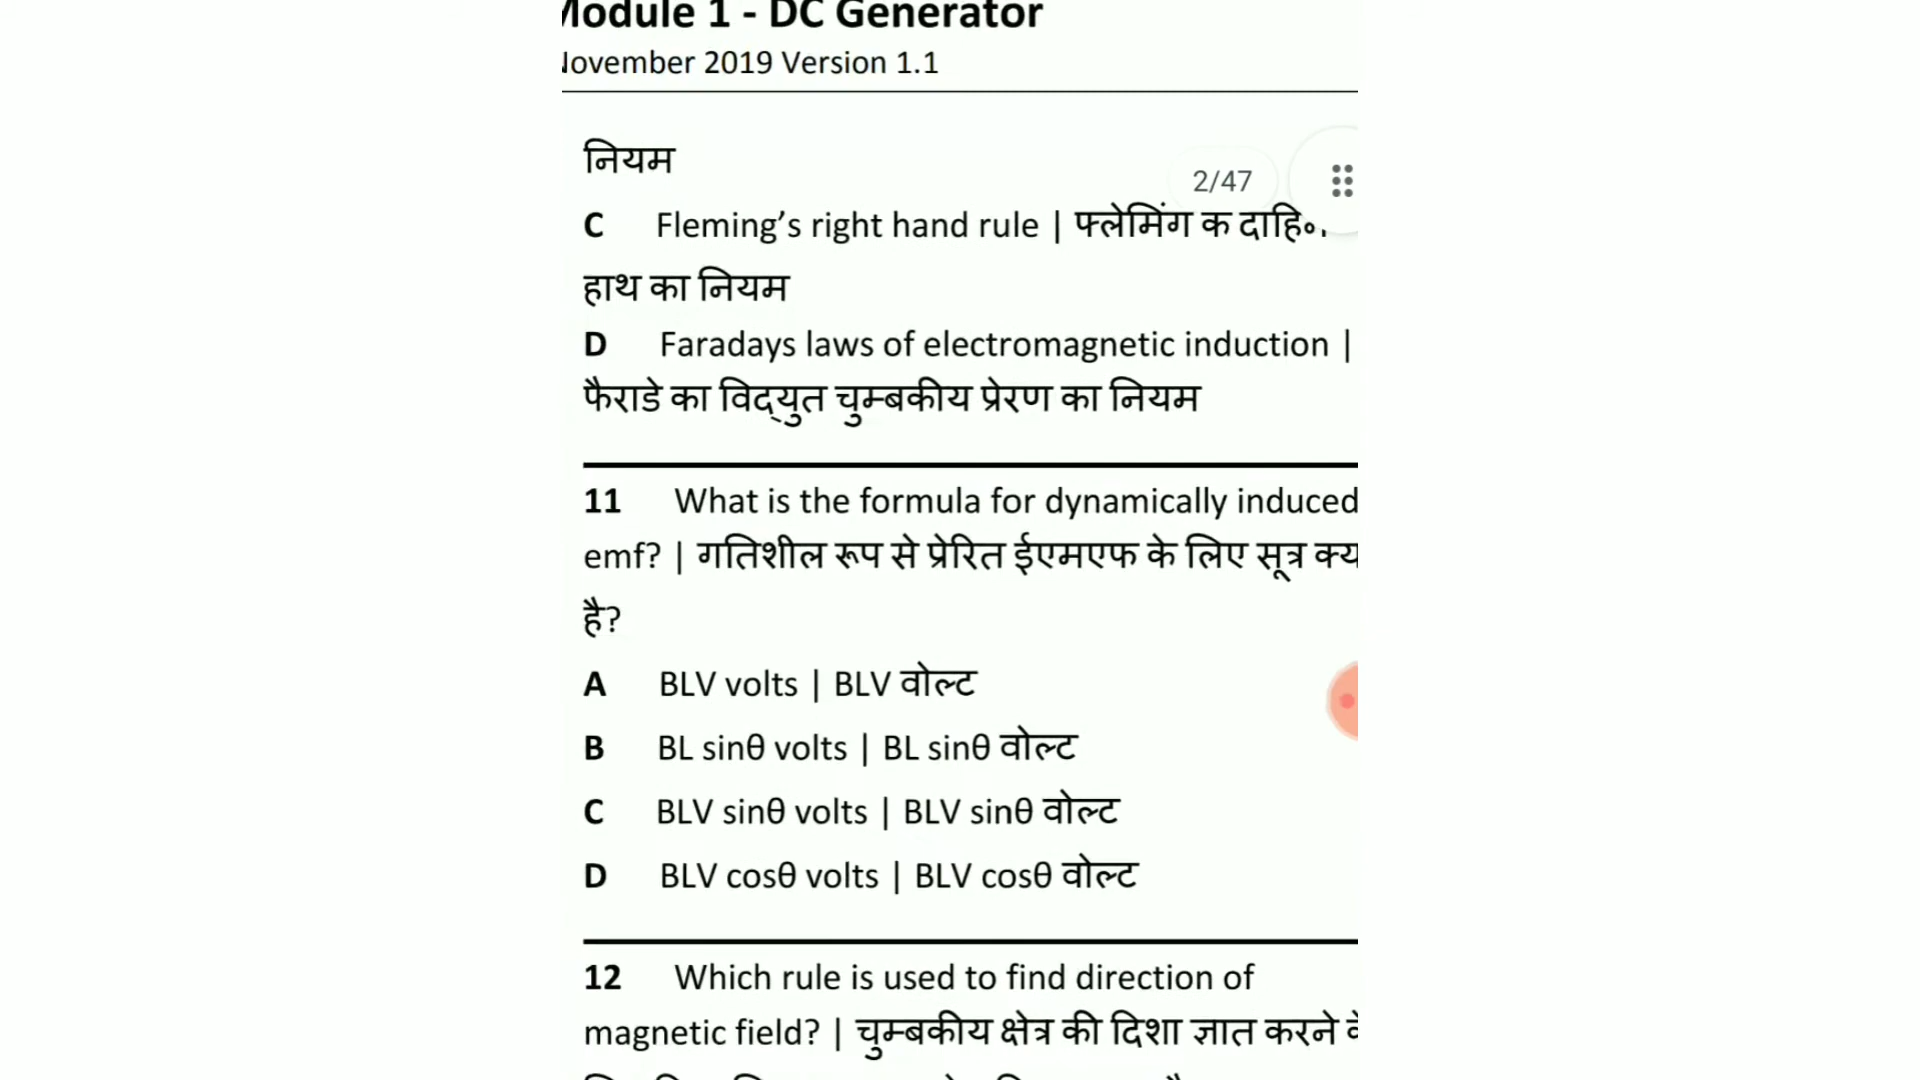 Module 1 - DC Generator
November 2019 Version 1.1
नियम
2/47
C Fleming’s right hand rule | फ्लेमिंग क
हाथ का नियम
D Faradays laws of electromagnetic induction |
फैराडे का विद्युत चुम्बकीय प्रेरण का नियम
11 What is the formula for dynamically induced
emf? | गतिशील रूप से प्रेरित ईएमएफ के लिए सूत्र क्य
है?
A BLV volts | BLV वोल्ट
B BL sinθ volts | BL sinθ वोल्ट
C BLV sinθ volts | BLV sinθ वोल्ट
D BLV cosθ volts | BLV cosθ वोल्ट
12 Which rule is used to find direction of
magnetic field? | चुम्बकीय क्षेत्र की दिशा ज्ञात करने